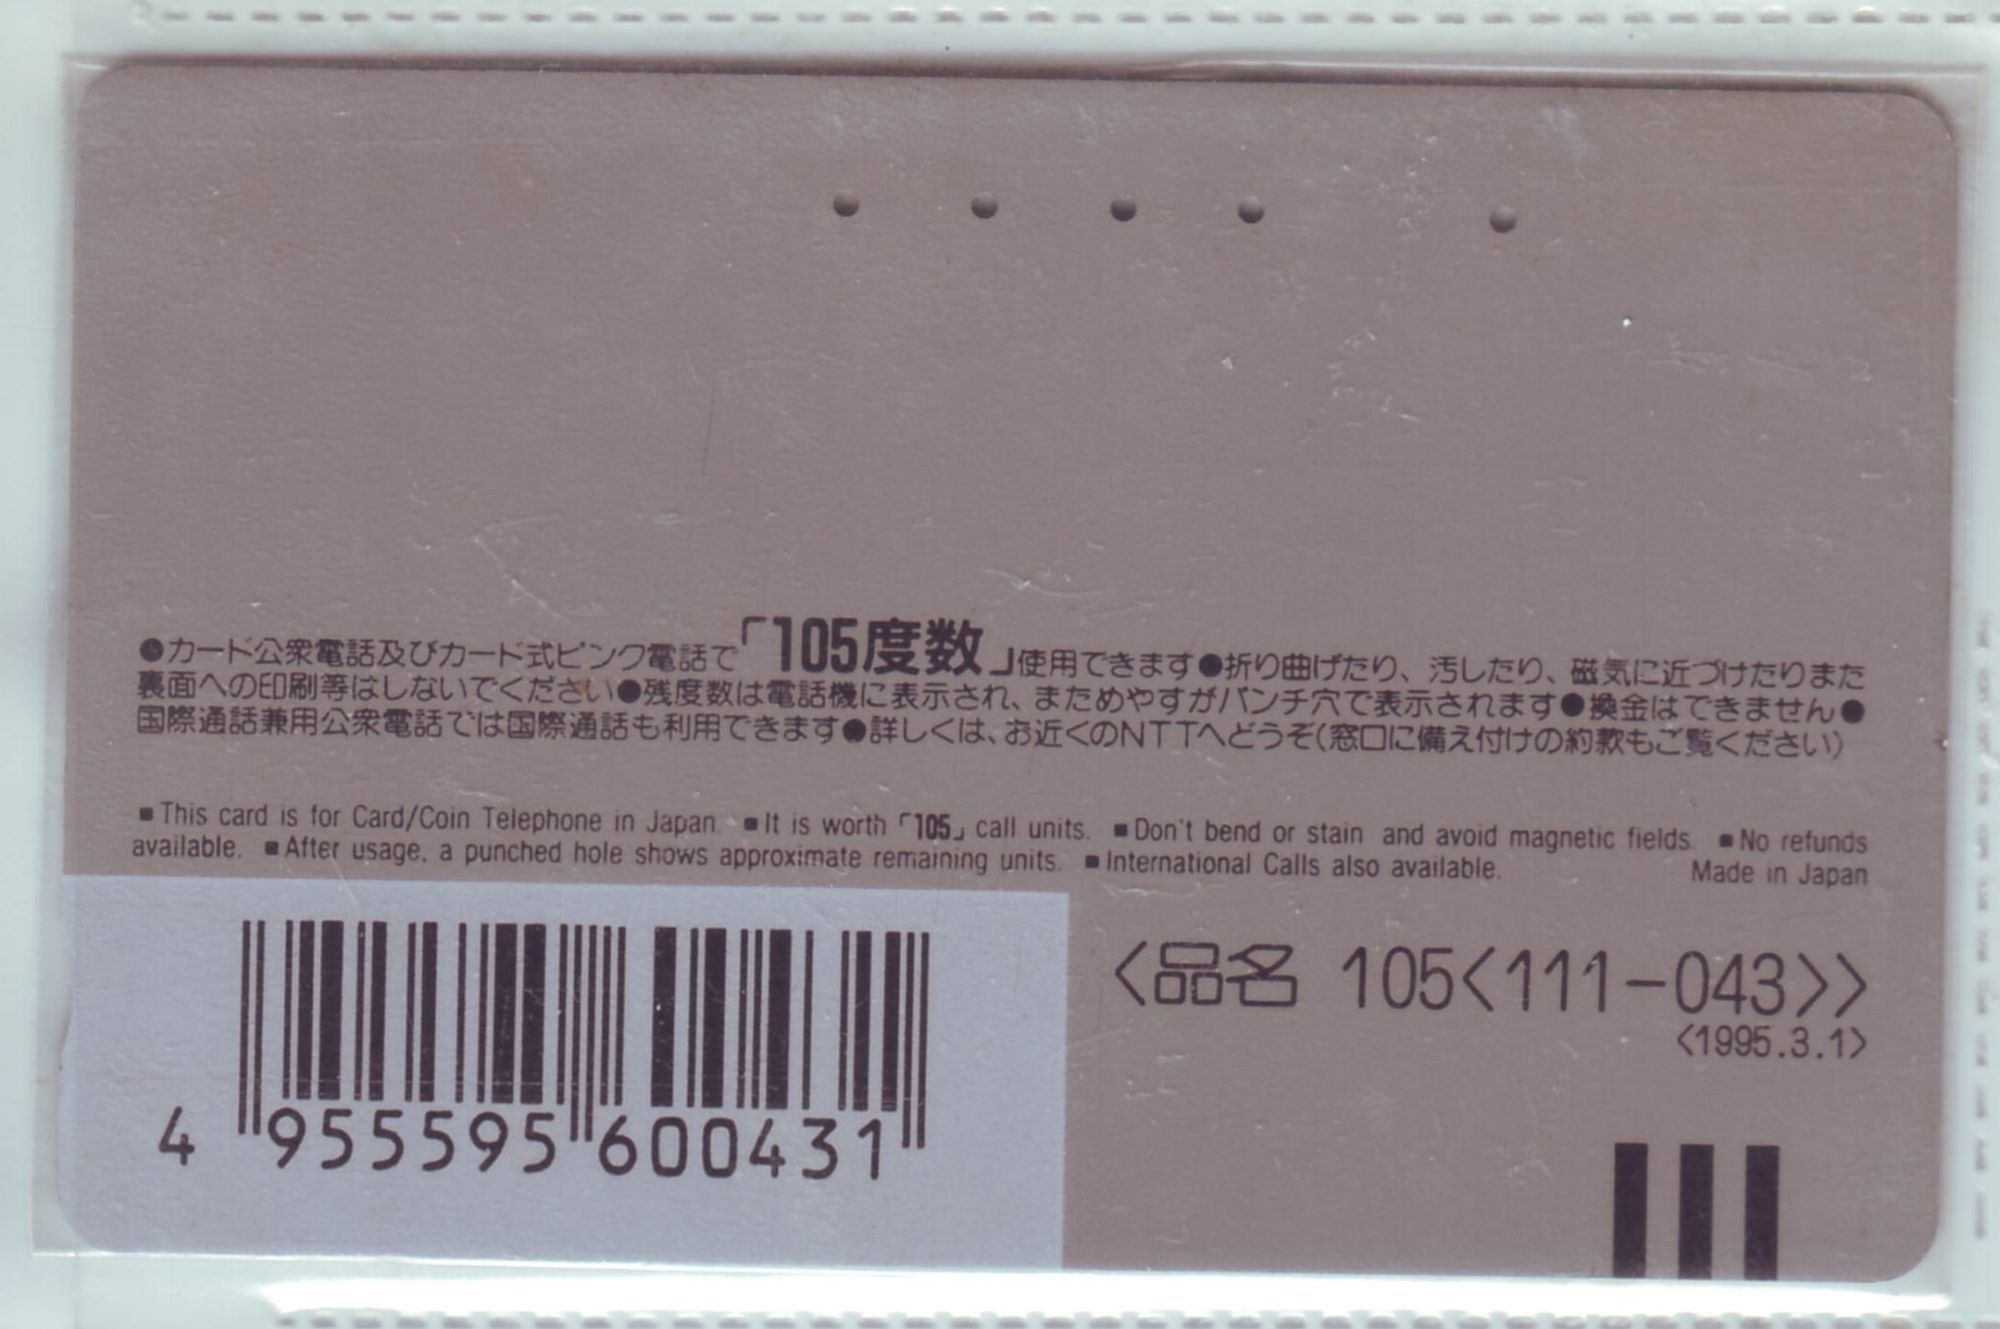 ●カード公衆電話及びカード式ピンク電話で「105度数」使用できます●折り曲げたり、汚したり、磁気に近づけたりまた
裏面への印刷等はしないでください●残度数は電話機に表示され、まためやすがパンチ穴で表示されます●換金はできません●
国際通話兼用公衆電話では国際通話も利用できます●詳しくは、お近くのNTTへどうぞ(窓口に備え付けの約款もご覧ください)
■This card is for Card/Coin Telephone in Japan. ■It is worth「105」call units. ■Don't bend or stain and avoid magnetic fields. ■No refunds
available. ■After usage, a punched hole shows approximate remaining units. ■International Calls also available. Made in Japan
<品名 105<111-043>>
<1995.3.1>
4 955595 600431